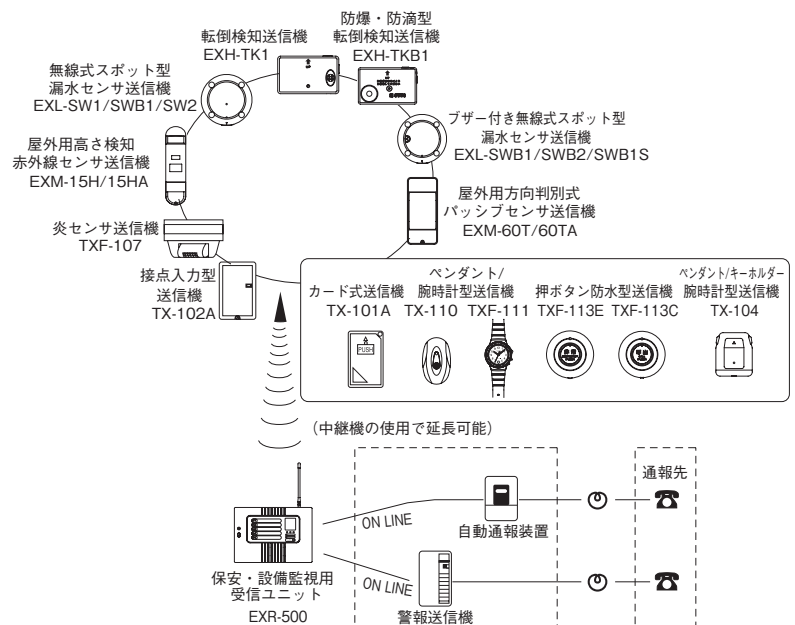 転倒検知送信機
EXH-TK1
防爆・防滴型
転倒検知送信機
EXH-TKB1
無線式スポット型
漏水センサ送信機
EXL-SW1/SWB1/SW2
ブザー付き無線式スポット型
漏水センサ送信機
EXL-SWB1/SWB2/SWB1S
屋外用高さ検知
赤外線センサ送信機
EXM-15H/15HA
屋外用方向判別式
パッシブセンサ送信機
EXM-60T/60TA
炎センサ送信機
TXF-107
接点入力型
送信機
TX-102A
カード式送信機
TX-101A
ペンダント/
腕時計型送信機
TX-110 TXF-111
押ボタン防水型送信機
TXF-113E TXF-113C
ペンダント/キーホルダー
腕時計型送信機
TX-104
PUSH
(中継機の使用で延長可能)
ON LINE
自動通報装置
通報先
ON LINE
警報送信機
保安・設備監視用
受信ユニット
EXR-500